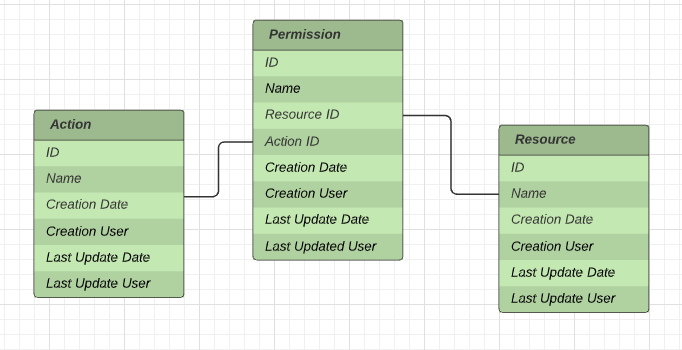 Permission
ID
Name
Resource ID
Action ID
Creation Date
Creation User
Last Update Date
Last Updated User
Action
ID
Name
Creation Date
Creation User
Last Update Date
Last Update User
Resource
ID
Name
Creation Date
Creation User
Last Update Date
Last Update User